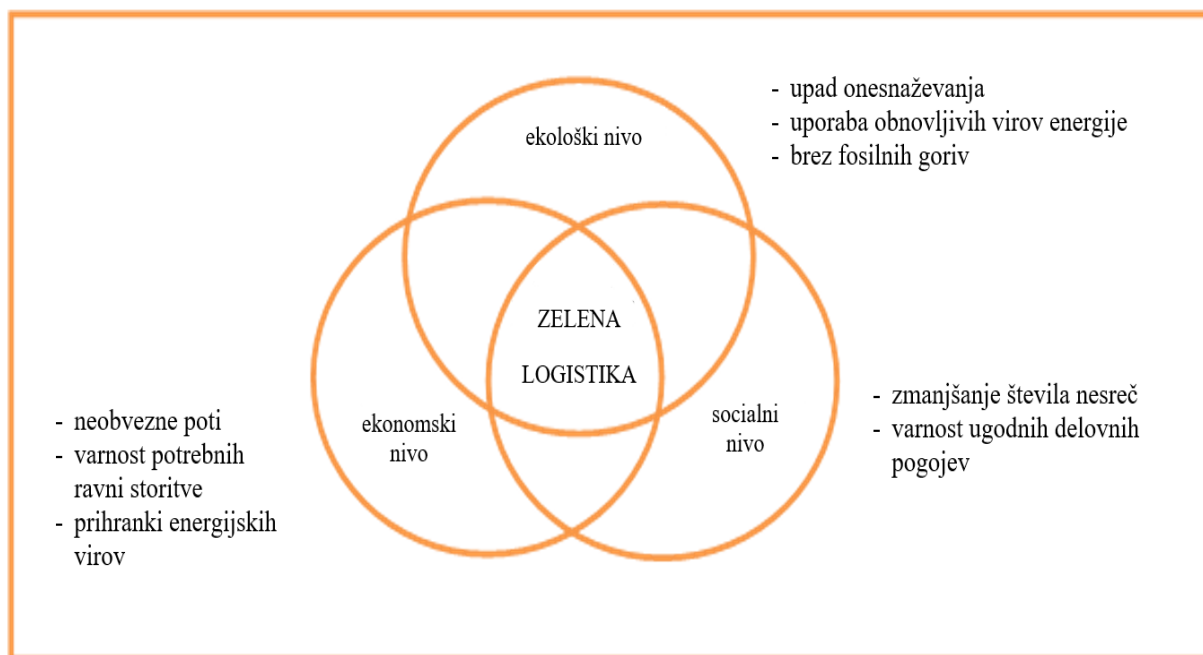 ekološki nivo
- upad onesnaževanja
- uporaba obnovljivih virov energije
- brez fosilnih goriv
ZELENA
LOGISTIKA
ekonomski
nivo
- neobvezne poti
- varnost potrebnih
ravni storitve
- prihranki energijskih
virov
socialni
nivo
- zmanjšanje števila nesreč
- varnost ugodnih delovnih
pogojev